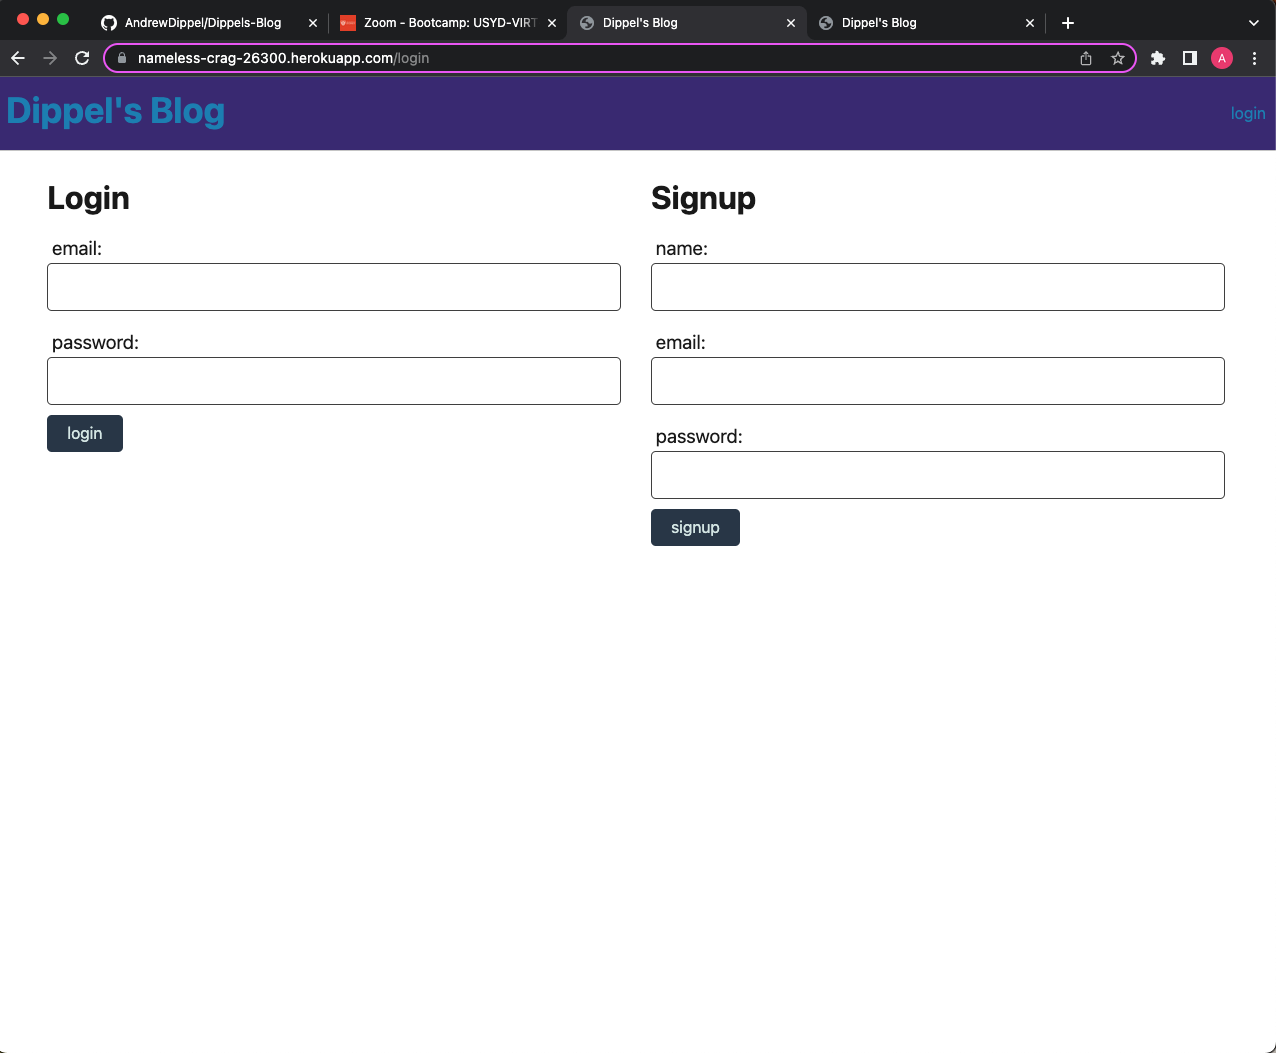 AndrewDippel/Dippels-Blog
Zoom - Bootcamp: USYD-VIRT
Dippel's Blog
Dippel's Blog
nameless-crag-26300.herokuapp.com/login
A
Dippel's Blog
login
Login
email:
password:
login
Signup
name:
email:
password:
signup